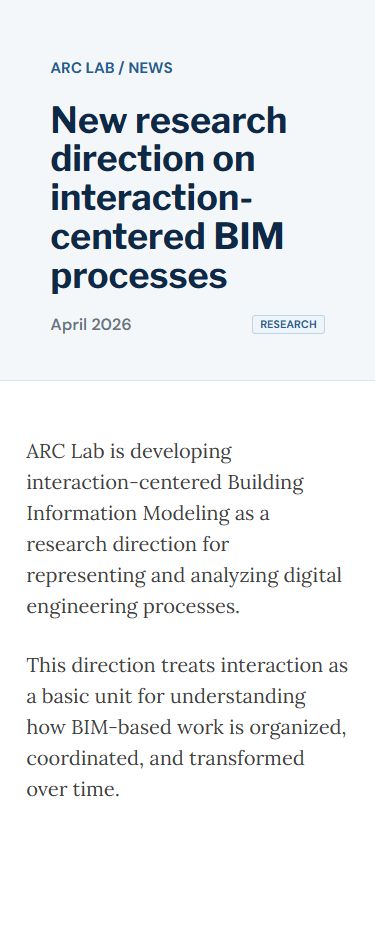 ARC LAB / NEWS
New research
direction on
interaction-
centered BIM
processes
April 2026
RESEARCH
ARC Lab is developing
interaction-centered Building
Information Modeling as a
research direction for
representing and analyzing digital
engineering processes.
This direction treats interaction as
a basic unit for understanding
how BIM-based work is organized,
coordinated, and transformed
over time.